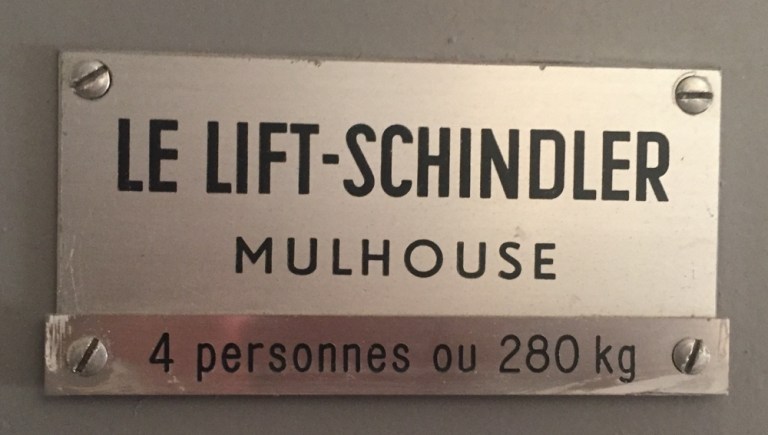 LE LIFT-SCHINDLER
MULHOUSE
4 personnes ou 280 kg